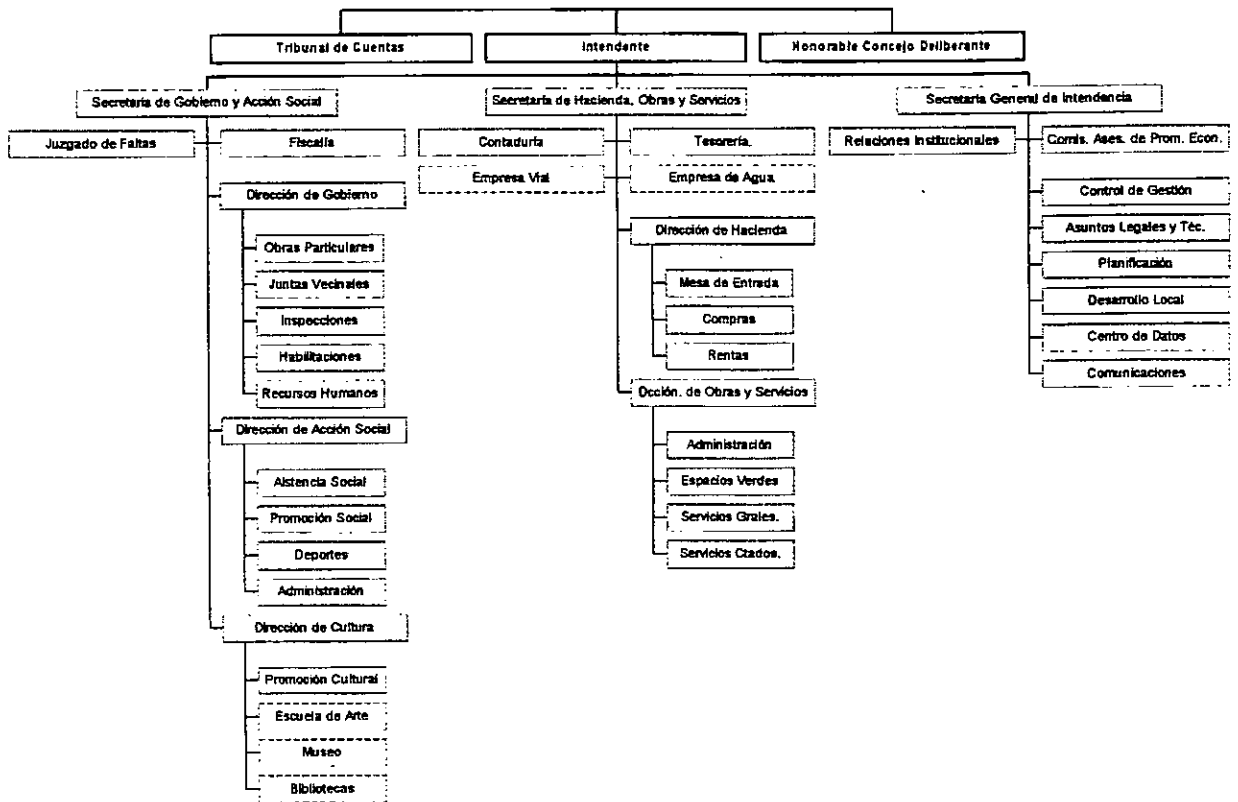 Tribunal de Cuentas
Intendente
Honorable Concejo Deliberante
Secretaría de Gobierno y Acción Social
Secretaría de Hacienda, Obras y Servicios
Secretaría General de Intendencia
Juzgado de Faltas
Fiscalía
Contaduría
Tesorería.
Relaciones Institucionales
Comis. Ases. de Prom. Econ.
Empresa Vial
Empresa de Agua
Dirección de Gobierno
Obras Particulares
Juntas Vecinales
Inspecciones
Habilitaciones
Recursos Humanos
Dirección de Acción Social
Aistencia Social
Promoción Social
Deportes
Administración
Dirección de Cultura
Promoción Cultural
Escuela de Arte
Museo
Bibliotecas
Dirección de Hacienda
Mesa de Entrada
Compras
Rentas
Dcción. de Obras y Servicios
Administración
Espacios Verdes
Servicios Grales.
Servicios Ctados.
Control de Gestión
Asuntos Legales y Téc.
Planificación
Desarrollo Local
Centro de Datos
Comunicaciones